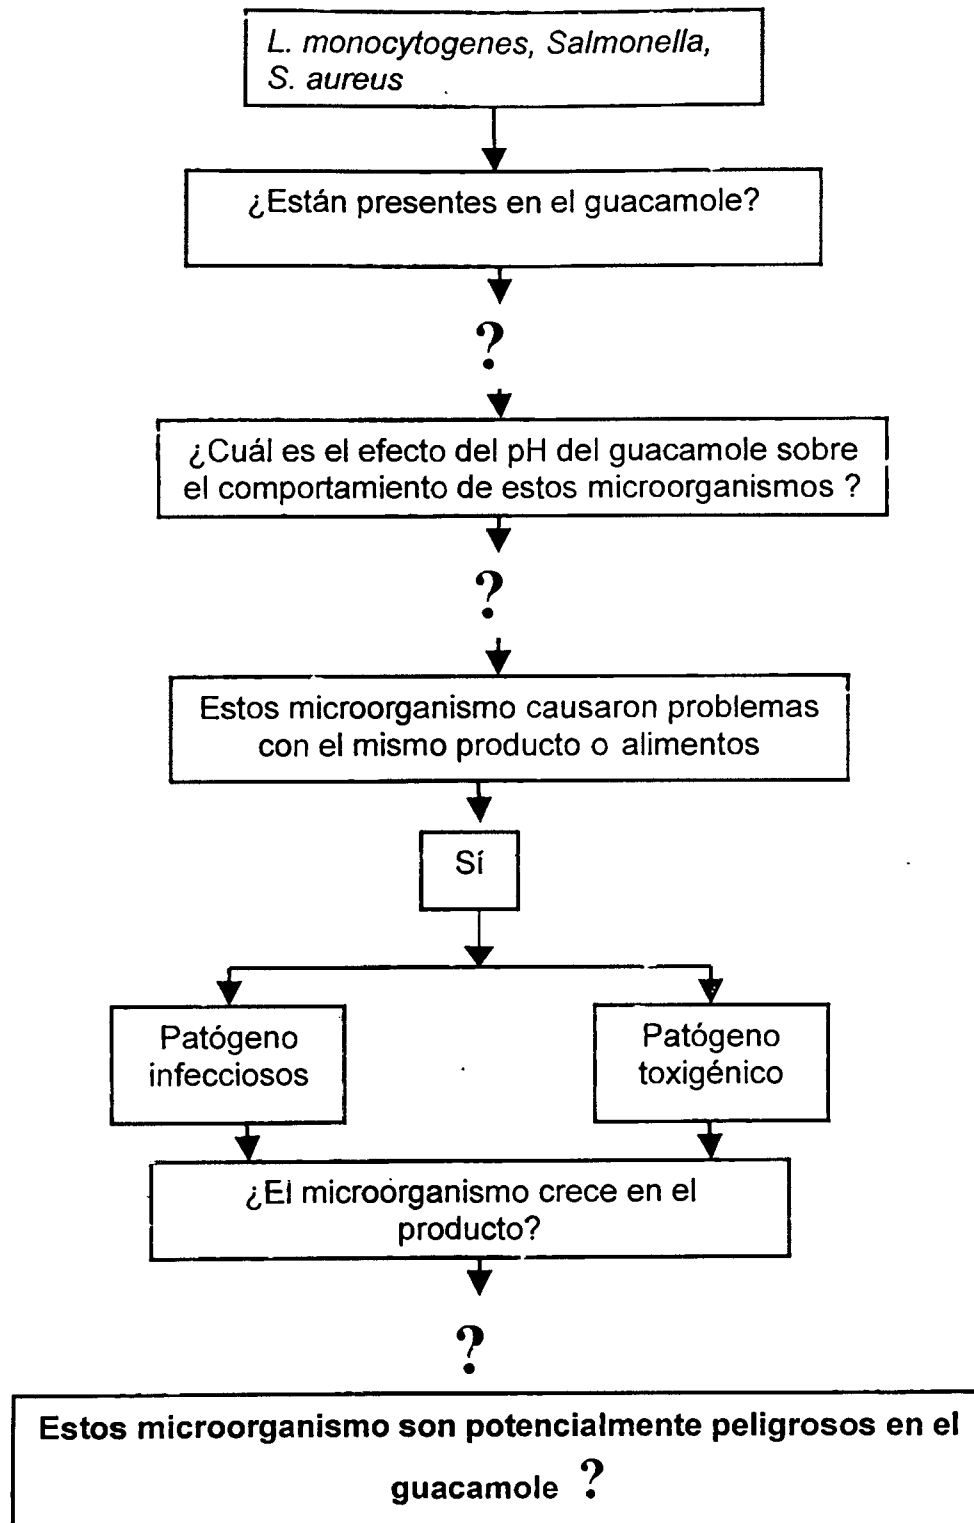 L. monocytogenes, Salmonella,
S. aureus
¿Están presentes en el guacamole?
?
¿Cuál es el efecto del pH del guacamole sobre
el comportamiento de estos microorganismos ?
?
Estos microorganismo causaron problemas
con el mismo producto o alimentos
Sí
Patógeno
infecciosos
Patógeno
toxigénico
¿El microorganismo crece en el
producto?
?
Estos microorganismo son potencialmente peligrosos en el
guacamole ?